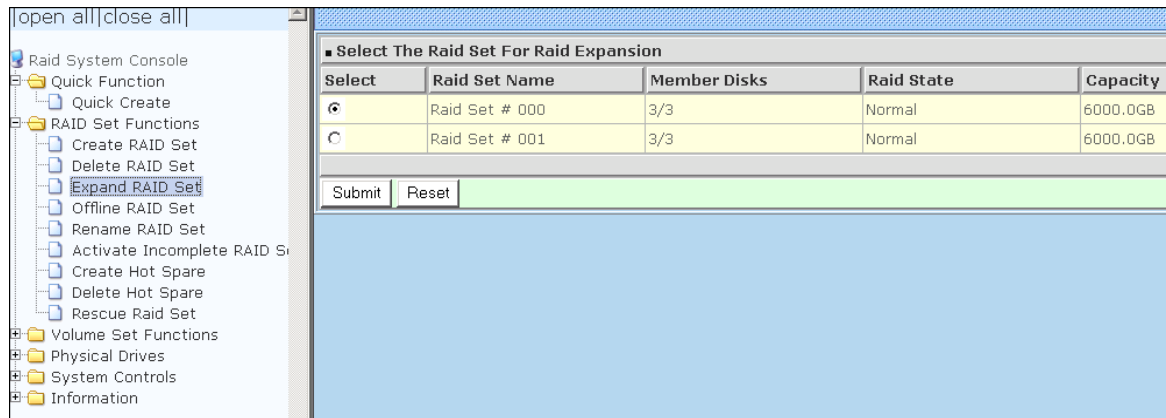 |open all||close all|
Raid System Console
Quick Function
Quick Create
RAID Set Functions
Create RAID Set
Delete RAID Set
Expand RAID Set
Offline RAID Set
Rename RAID Set
Activate Incomplete RAID
Create Hot Spare
Delete Hot Spare
Rescue Raid Set
Volume Set Functions
Physical Drives
System Controls
Information
Select The Raid Set For Raid Expansion
Select Raid Set Name Member Disks Raid State Capacity
Raid Set # 000 3/3 Normal 6000.0GB
Raid Set # 001 3/3 Normal 6000.0GB
Submit Reset